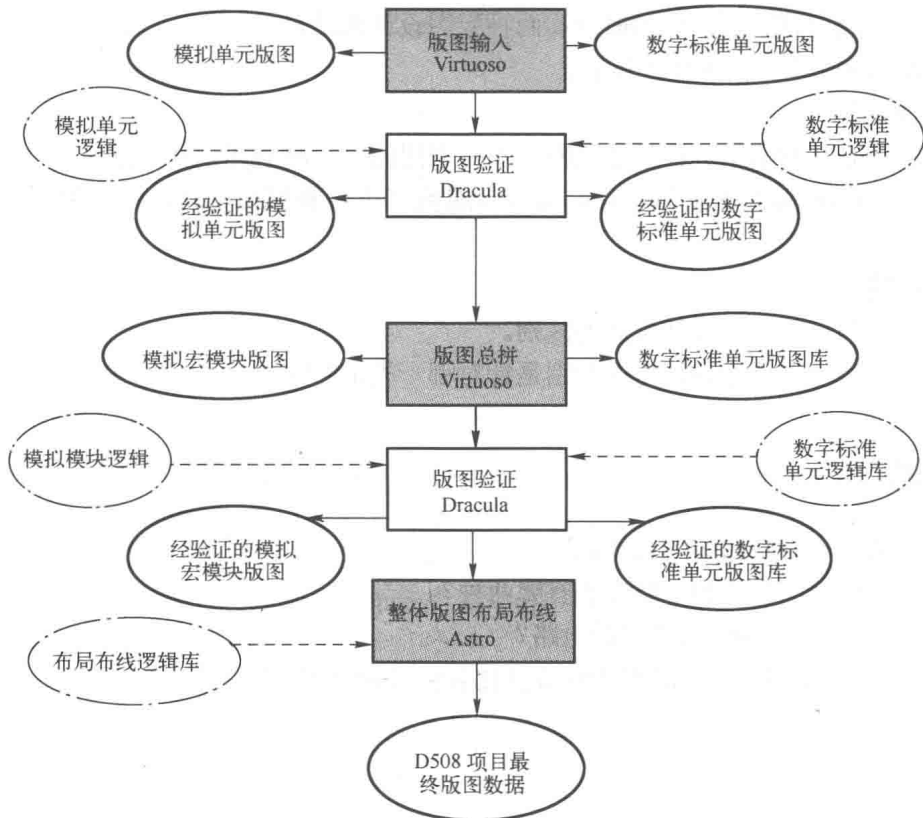 模拟单元版图
版图输入
Virtuoso
数字标准单元版图
模拟单元
逻辑
版图验证
Dracula
数字标准
单元逻辑
经验证的模
拟单元版图
经验证的数字
标准单元版图
模拟宏模块版图
版图总拼
Virtuoso
数字标准单元版图库
模拟模块逻辑
版图验证
Dracula
数字标准
单元逻辑库
经验证的模拟
宏模块版图
经验证的数字标
准单元版图库
整体版图布局布线
Astro
布局布线逻辑库
D508 项目最
终版图数据